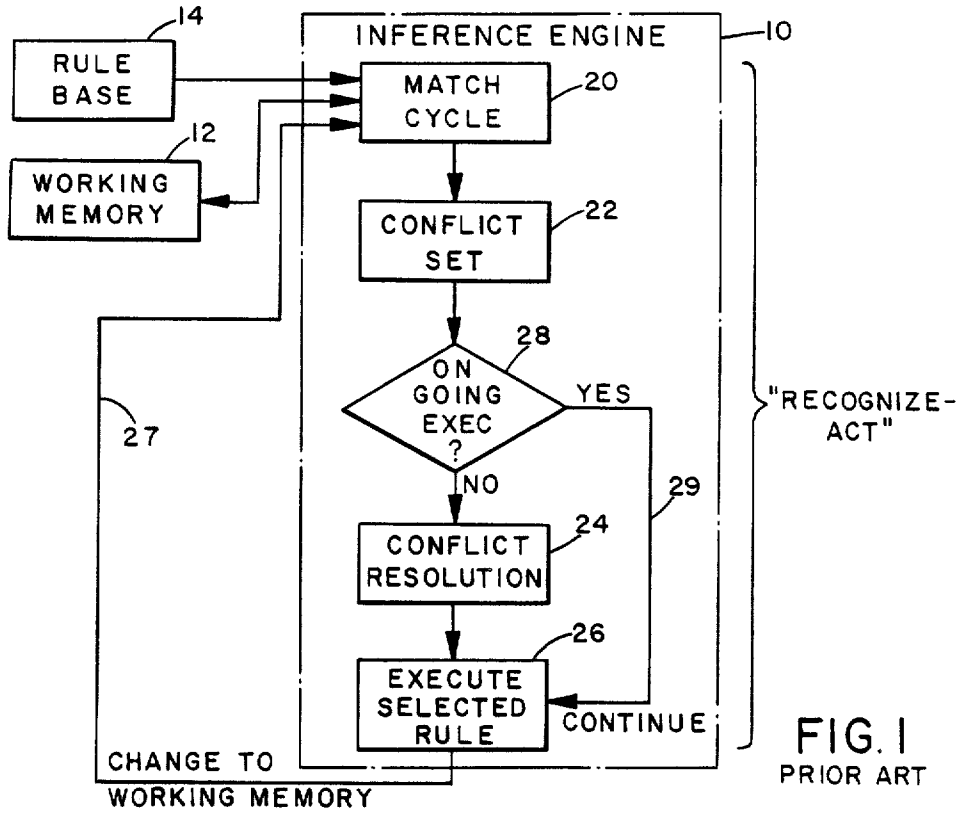 14
RULE
BASE
12
WORKING
MEMORY
INFERENCE ENGINE
10
MATCH
CYCLE
20
CONFLICT
SET
22
ON
GOING
EXEC
?
28
YES
NO
29
27
CONFLICT
RESOLUTION
24
EXECUTE
SELECTED
RULE
26
CONTINUE
"RECOGNIZE-
ACT"
CHANGE TO
WORKING MEMORY
FIG. 1
PRIOR ART